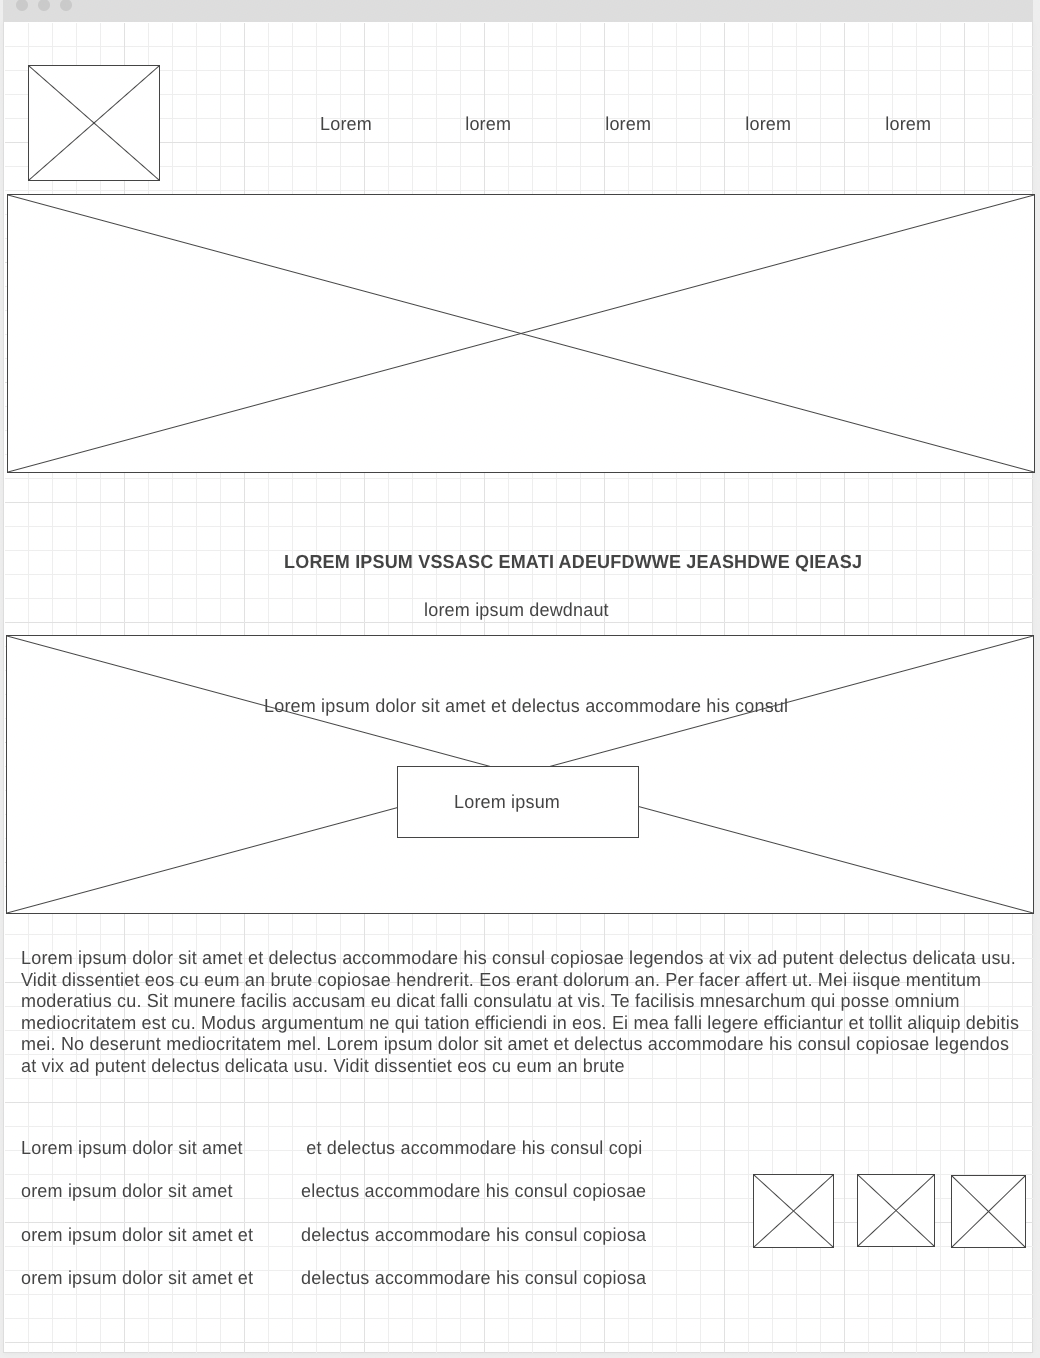 Lorem lorem lorem lorem lorem
LOREM IPSUM VSSASC EMATI ADEUFDWWE JEASHDWE QIEASJ
lorem ipsum dewdnaut
Lorem ipsum dolor sit amet et delectus accommodare his consul
Lorem ipsum
Lorem ipsum dolor sit amet et delectus accommodare his consul copiosae legendos at vix ad putent delectus delicata usu.
Vidit dissentiet eos cu eum an brute copiosae hendrerit. Eos erant dolorum an. Per facer affert ut. Mei iisque mentitum
moderatius cu. Sit munere facilis accusam eu dicat falli consulatu at vis. Te facilisis mnesarchum qui posse omnium
mediocritatem est cu. Modus argumentum ne qui tation efficiendi in eos. Ei mea falli legere efficiantur et tollit aliquip debitis
mei. No deserunt mediocritatem mel. Lorem ipsum dolor sit amet et delectus accommodare his consul copiosae legendos
at vix ad putent delectus delicata usu. Vidit dissentiet eos cu eum an brute
Lorem ipsum dolor sit amet et delectus accommodare his consul copi
orem ipsum dolor sit amet electus accommodare his consul copiosae
orem ipsum dolor sit amet et delectus accommodare his consul copiosa
orem ipsum dolor sit amet et delectus accommodare his consul copiosa